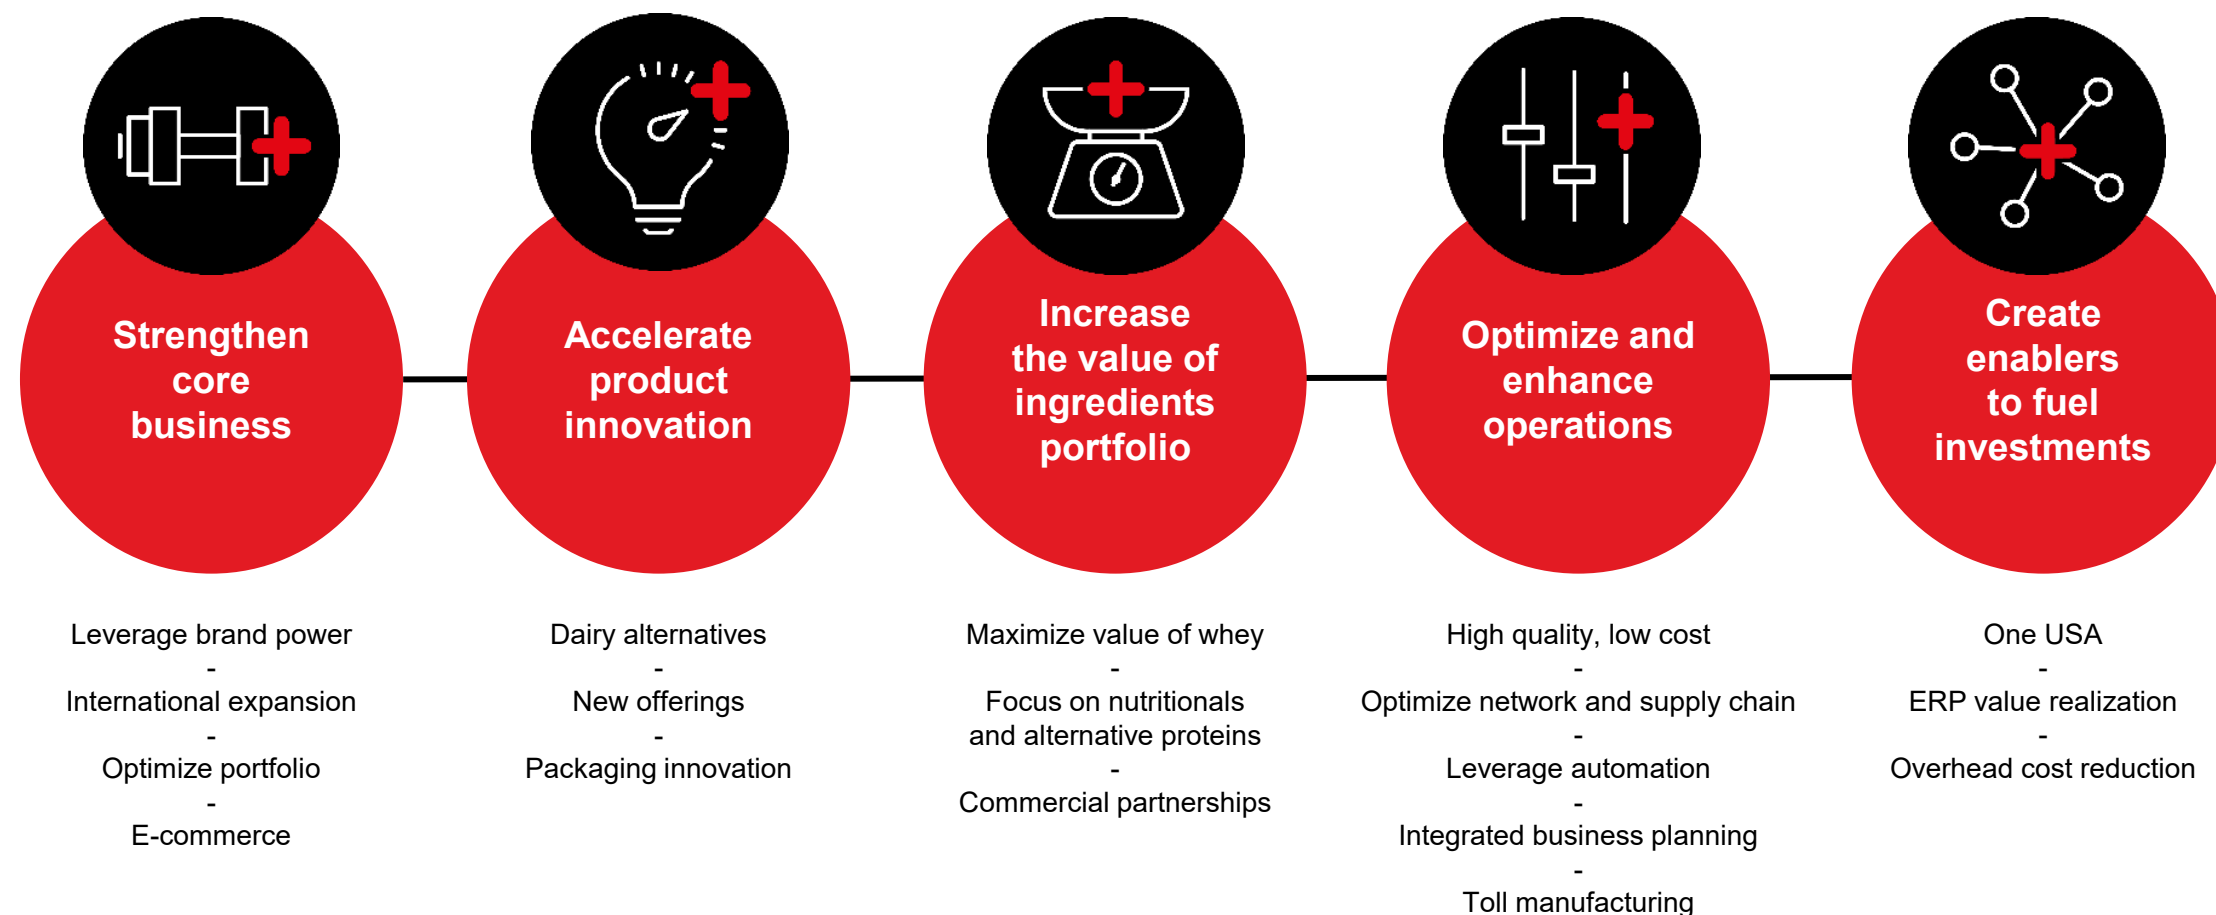 Strengthen
core
business
Accelerate
product
innovation
Increase
the value of
ingredients
portfolio
Optimize and
enhance
operations
Create
enablers
to fuel
investments
Leverage brand power
-
International expansion
-
Optimize portfolio
-
E-commerce
Dairy alternatives
-
New offerings
-
Packaging innovation
Maximize value of whey
-
Focus on nutritionals
and alternative proteins
-
Commercial partnerships
High quality, low cost
-
Optimize network and supply chain
-
Leverage automation
-
Integrated business planning
-
Toll manufacturing
One USA
-
ERP value realization
-
Overhead cost reduction